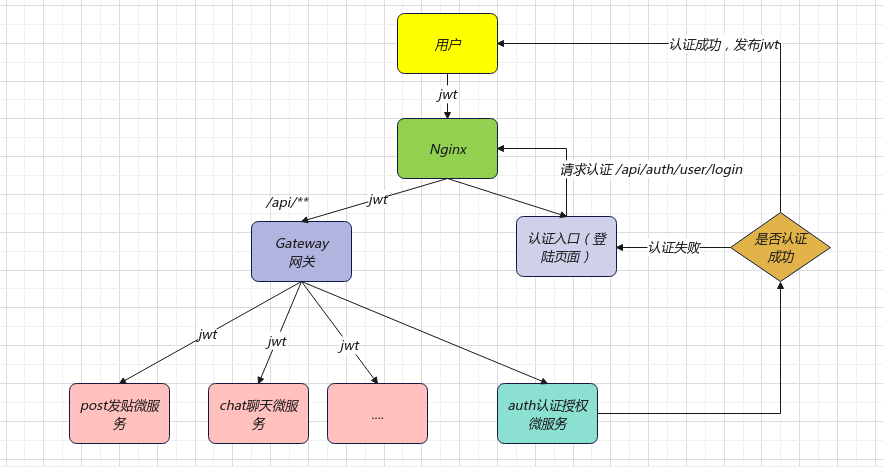 用户
认证成功，发布jwt
jwt
Nginx
请求认证 /api/auth/user/login
/api/**
jwt
Gateway
网关
认证入口（登
陆页面）
认证失败
是否认证
成功
jwt
jwt
jwt
post发贴微服
务
chat聊天微服
务
....
auth认证授权
微服务